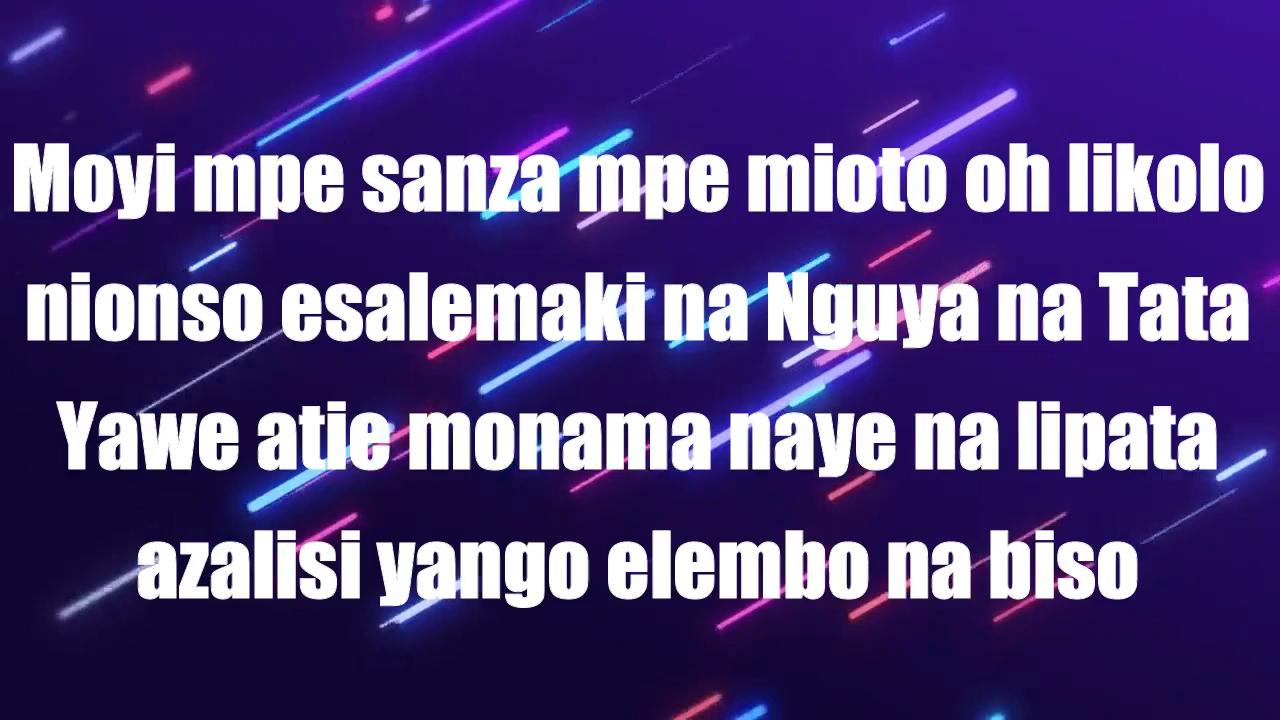 Moyi mpe sanza mpe mioto oh likolo
nionso esalemaki na Nguya na Tata
Yawe atie monama naye na lipata
azalisi yango elembo na biso